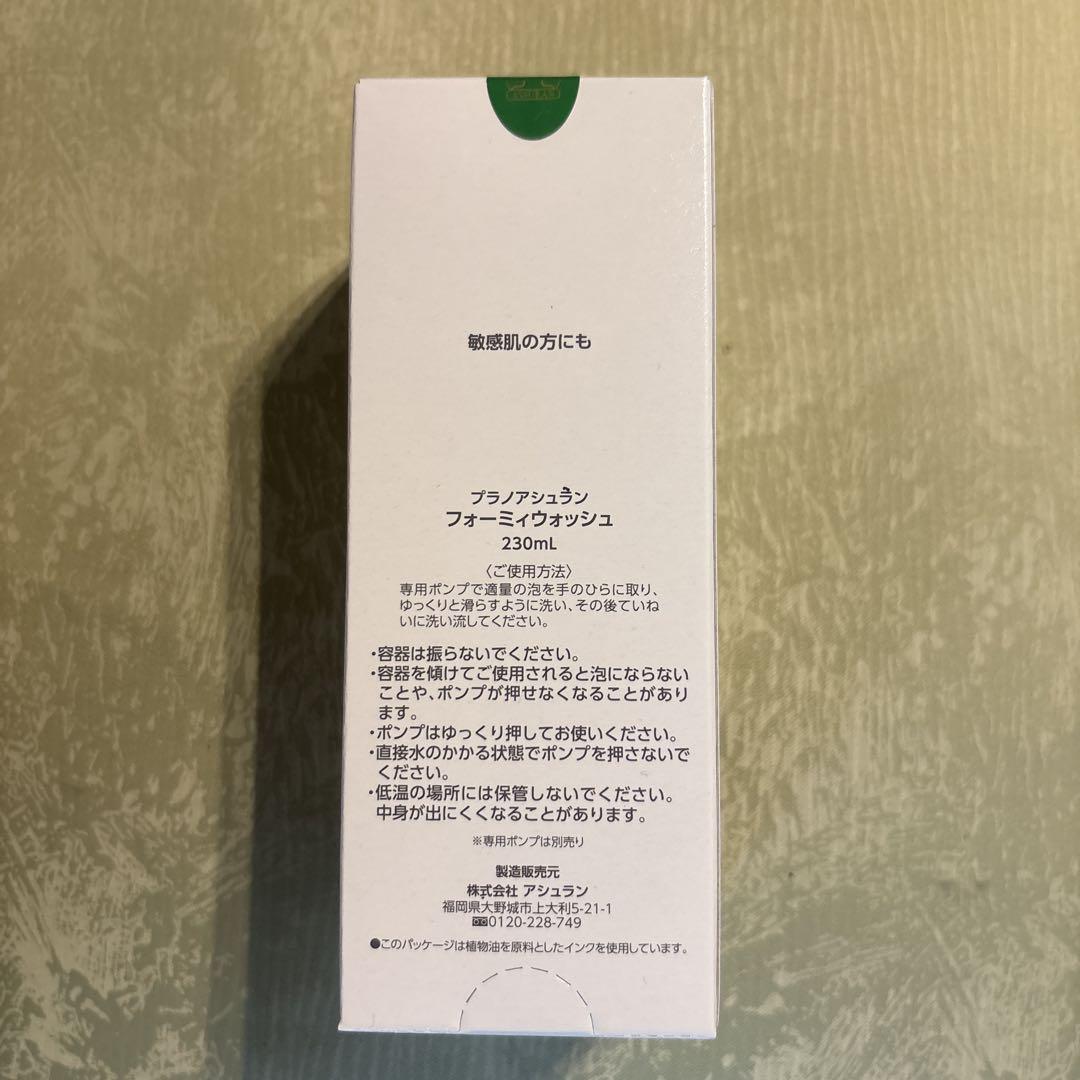 敏感肌の方にも
プラノアシュラン
フォーミィウォッシュ
230mL
〈ご使用方法〉
専用ポンプで適量の泡を手のひらに取り、
ゆっくりと滑らすように洗い、その後ていね
いに洗い流してください。
・容器は振らないでください。
・容器を傾けてご使用されると泡にならない
ことや、ポンプが押せなくなることがあり
ます。
・ポンプはゆっくり押してお使いください。
・直接水のかかる状態でポンプを押さないで
ください。
・低温の場所には保管しないでください。
中身が出にくくなることがあります。
※専用ポンプは別売り
製造販売元
株式会社 アシュラン
福岡県大野城市上大利5-21-1
0120-228-749
●このパッケージは植物油を原料としたインクを使用しています。